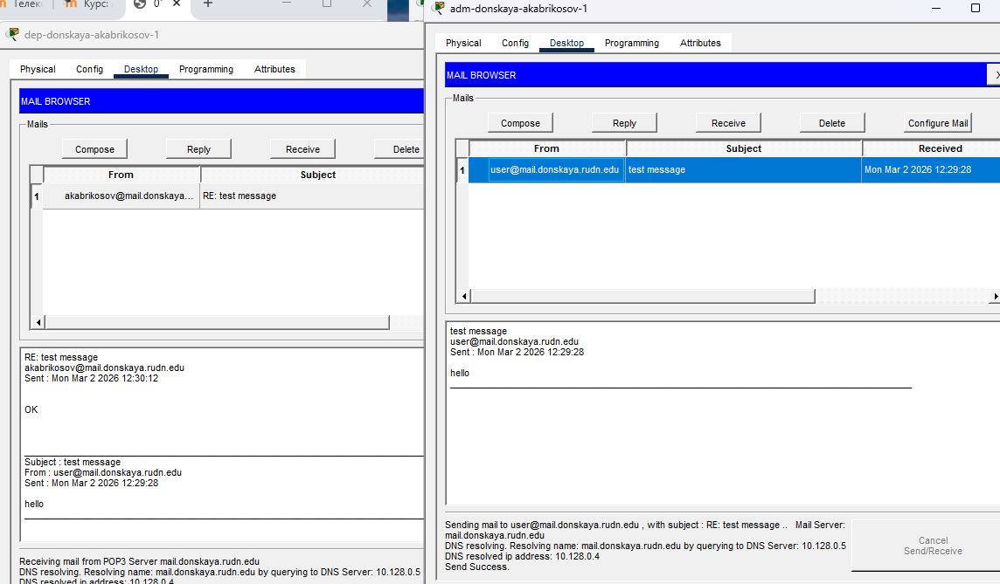 Телек
Курс:
0'
dep-donskaya-akabrikosov-1
Physical Config Desktop Programming Attributes
MAIL BROWSER
Mails
Compose Reply Receive Delete
From Subject
1 akabrikosov@mail.donskaya... RE: test message
RE: test message
akabrikosov@mail.donskaya.rudn.edu
Sent : Mon Mar 2 2026 12:30:12
OK
Subject : test message
From : user@mail.donskaya.rudn.edu
Sent : Mon Mar 2 2026 12:29:28
hello
Receiving mail from POP3 Server mail.donskaya.rudn.edu
DNS resolving. Resolving name: mail.donskaya.rudn.edu by querying to DNS Server: 10.128.0.5
DNS resolved ip address: 10.128.0.4
adm-donskaya-akabrikosov-1
Physical Config Desktop Programming Attributes
MAIL BROWSER
X
Mails
Compose Reply Receive Delete Configure Mail
From Subject Received
1 user@mail.donskaya.rudn.edu test message Mon Mar 2 2026 12:29:28
test message
user@mail.donskaya.rudn.edu
Sent : Mon Mar 2 2026 12:29:28
hello
Sending mail to user@mail.donskaya.rudn.edu , with subject : RE: test message .. Mail Server:
mail.donskaya.rudn.edu
DNS resolving. Resolving name: mail.donskaya.rudn.edu by querying to DNS Server: 10.128.0.5
DNS resolved ip address: 10.128.0.4
Send Success.
Cancel
Send/Receive